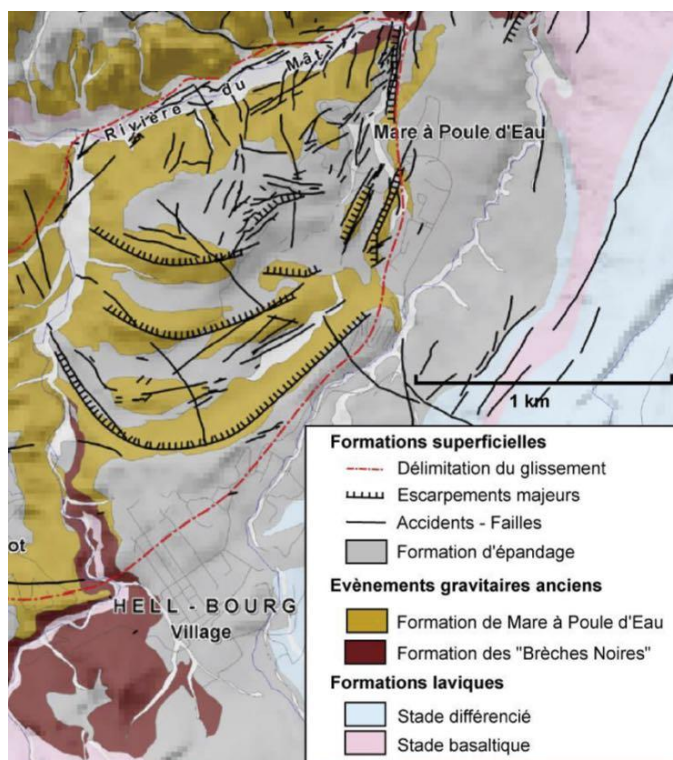 Rivière du Mât
Mare à Poule d'Eau
1 km
ot
HELL - BOURG
Village
Formations superficielles
Délimitation du glissement
Escarpements majeurs
Accidents - Failles
Formation d'épandage
Evènements gravitaires anciens
Formation de Mare à Poule d'Eau
Formation des "Brèches Noires"
Formations laviques
Stade différencié
Stade basaltique